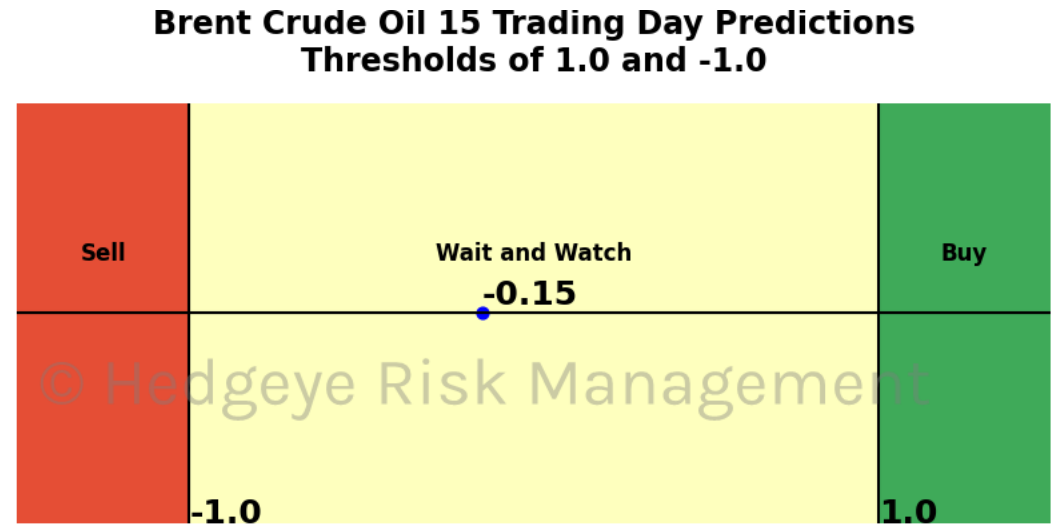 Brent Crude Oil 15 Trading Day Predictions
Thresholds of 1.0 and -1.0
Sell
Wait and Watch
Buy
-0.15
© Hedgeye Risk Management
-1.0
1.0